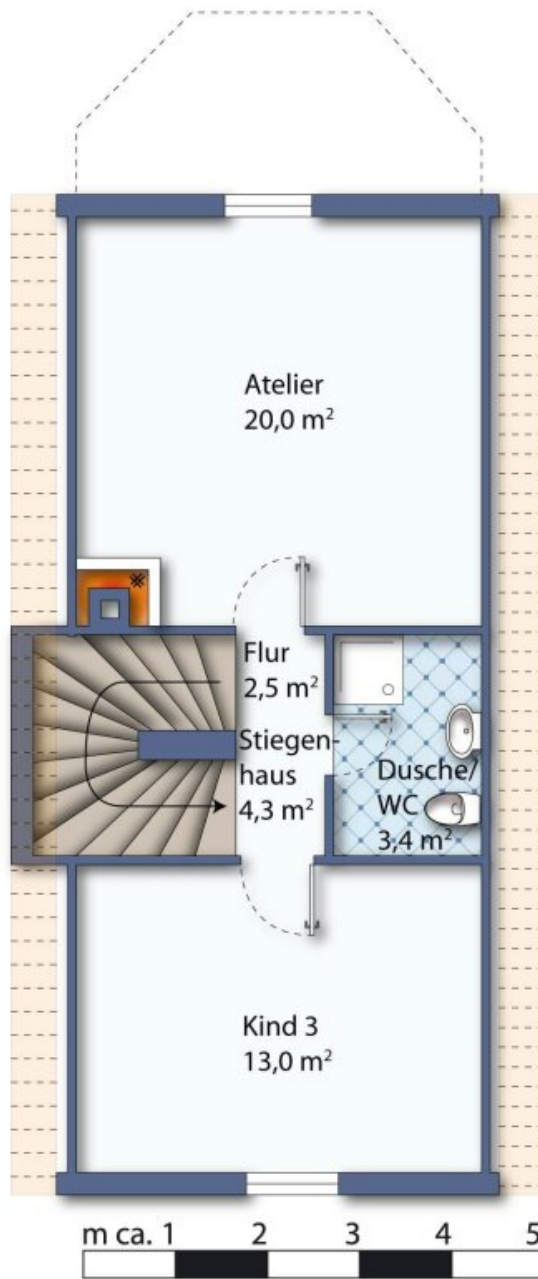 Atelier
20,0 m²
Flur
2,5 m²
Stiegen-
haus
4,3 m²
Dusche/
WC
3,4 m²
Kind 3
13,0 m²
m ca. 1 2 3 4 5